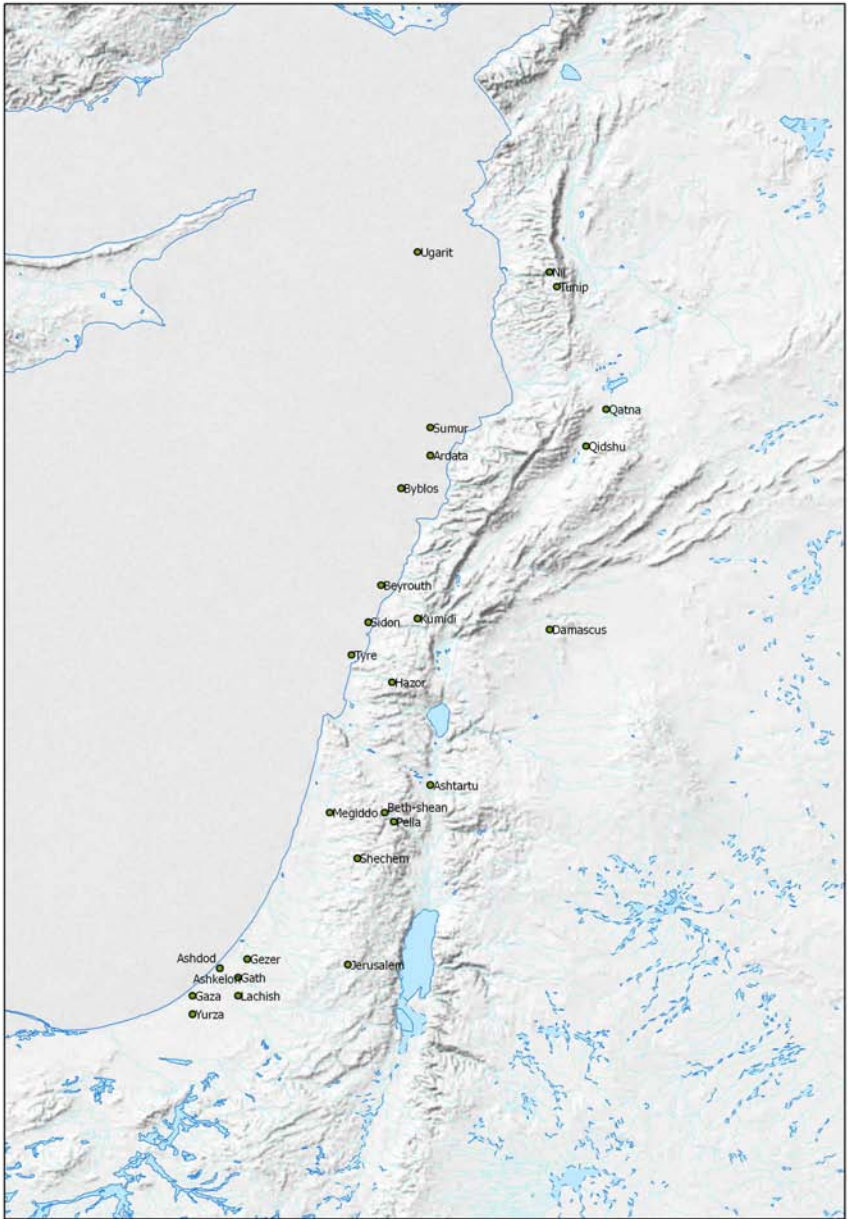 Ugarit
Nii
Tunip
Qatna
Sumur
Qidshu
Ardata
Byblos
Beyrouth
Kumidi
Sidon
Damascus
Tyre
Hazor
Ashtartu
Beth-shean
Megiddo
Pella
Shechem
Ashdod
Gezer
Jerusalem
Ashkelon
Gath
Gaza
Lachish
Yurza